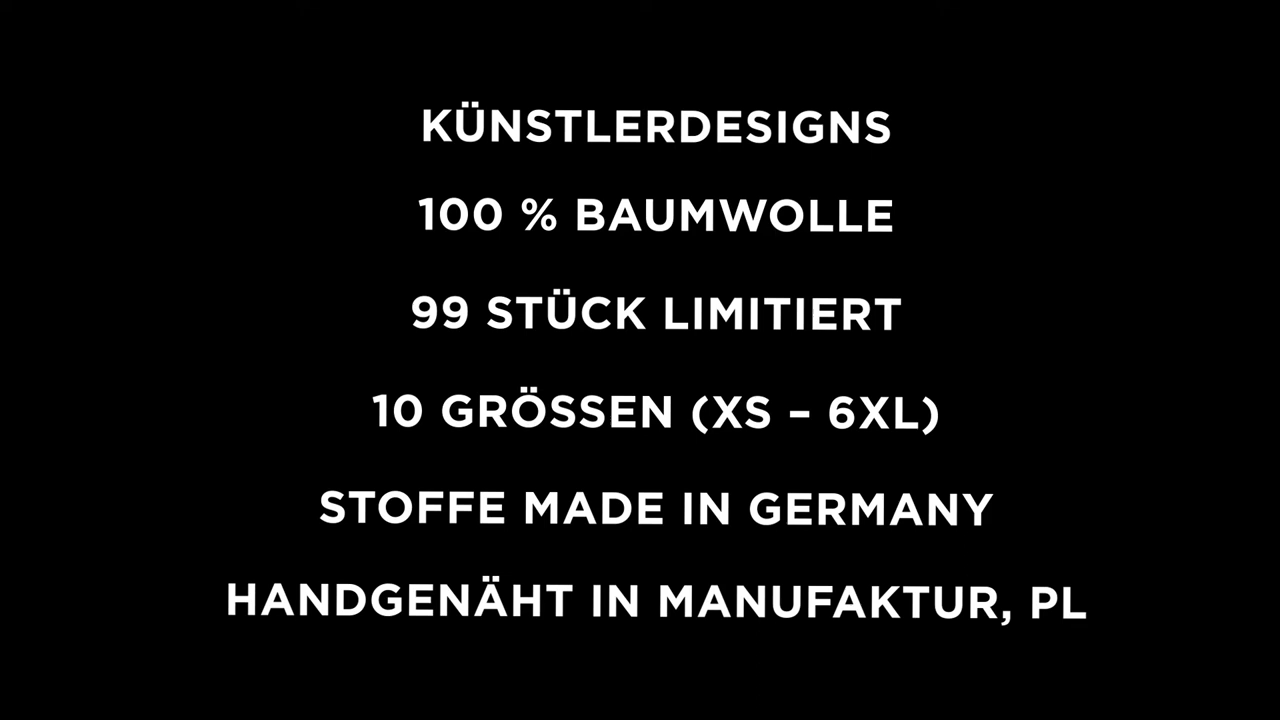 KÜNSTLERDESIGNS
100 % BAUMWOLLE
99 STÜCK LIMITIERT
10 GRÖSSEN (XS – 6XL)
STOFFE MADE IN GERMANY
HANDGENÄHT IN MANUFAKTUR, PL